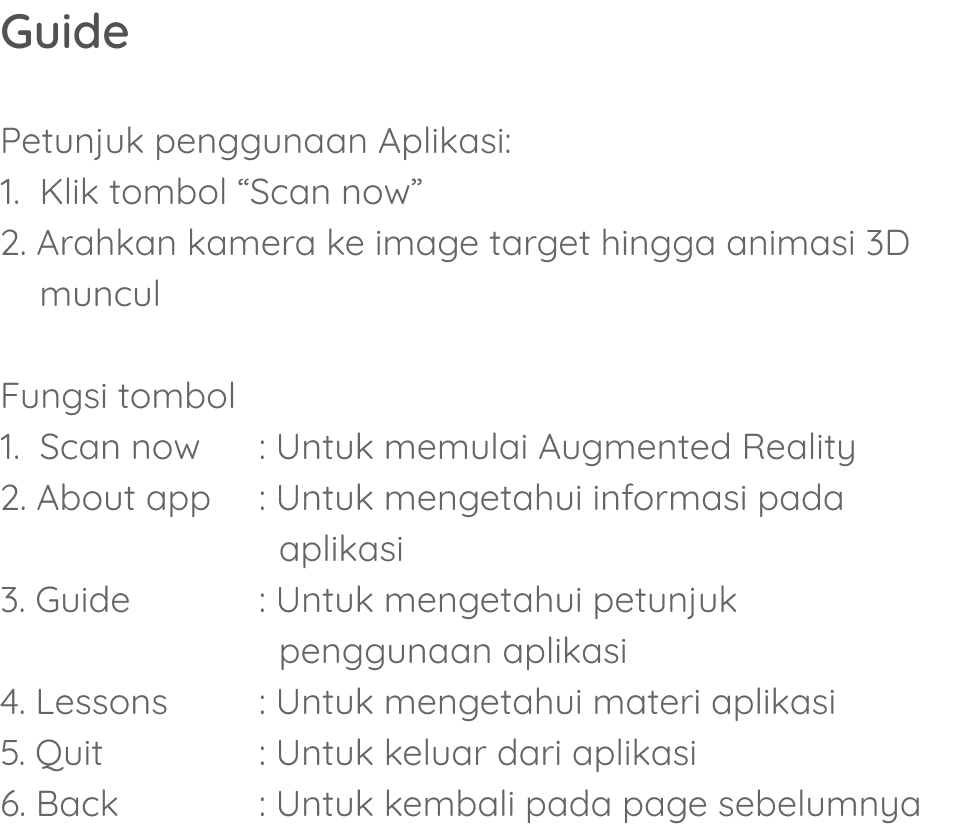 Guide
Petunjuk penggunaan Aplikasi:
1. Klik tombol “Scan now”
2. Arahkan kamera ke image target hingga animasi 3D
muncul
Fungsi tombol
1. Scan now : Untuk memulai Augmented Reality
2. About app : Untuk mengetahui informasi pada
aplikasi
3. Guide : Untuk mengetahui petunjuk
penggunaan aplikasi
4. Lessons : Untuk mengetahui materi aplikasi
5. Quit : Untuk keluar dari aplikasi
6. Back : Untuk kembali pada page sebelumnya